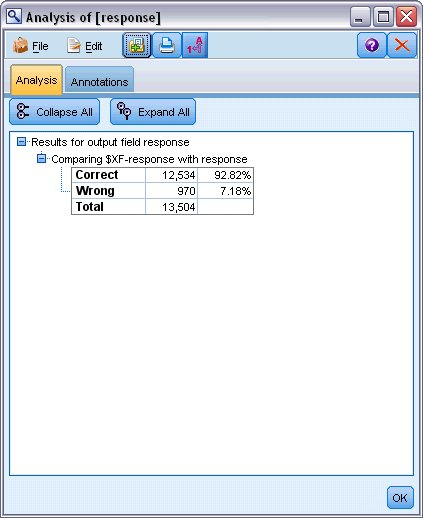 Analysis of [response]
File Edit
Analysis Annotations
Collapse All Expand All
Results for output field response
Comparing $XF-response with response
Correct 12,534 92.82%
Wrong 970 7.18%
Total 13,504
OK